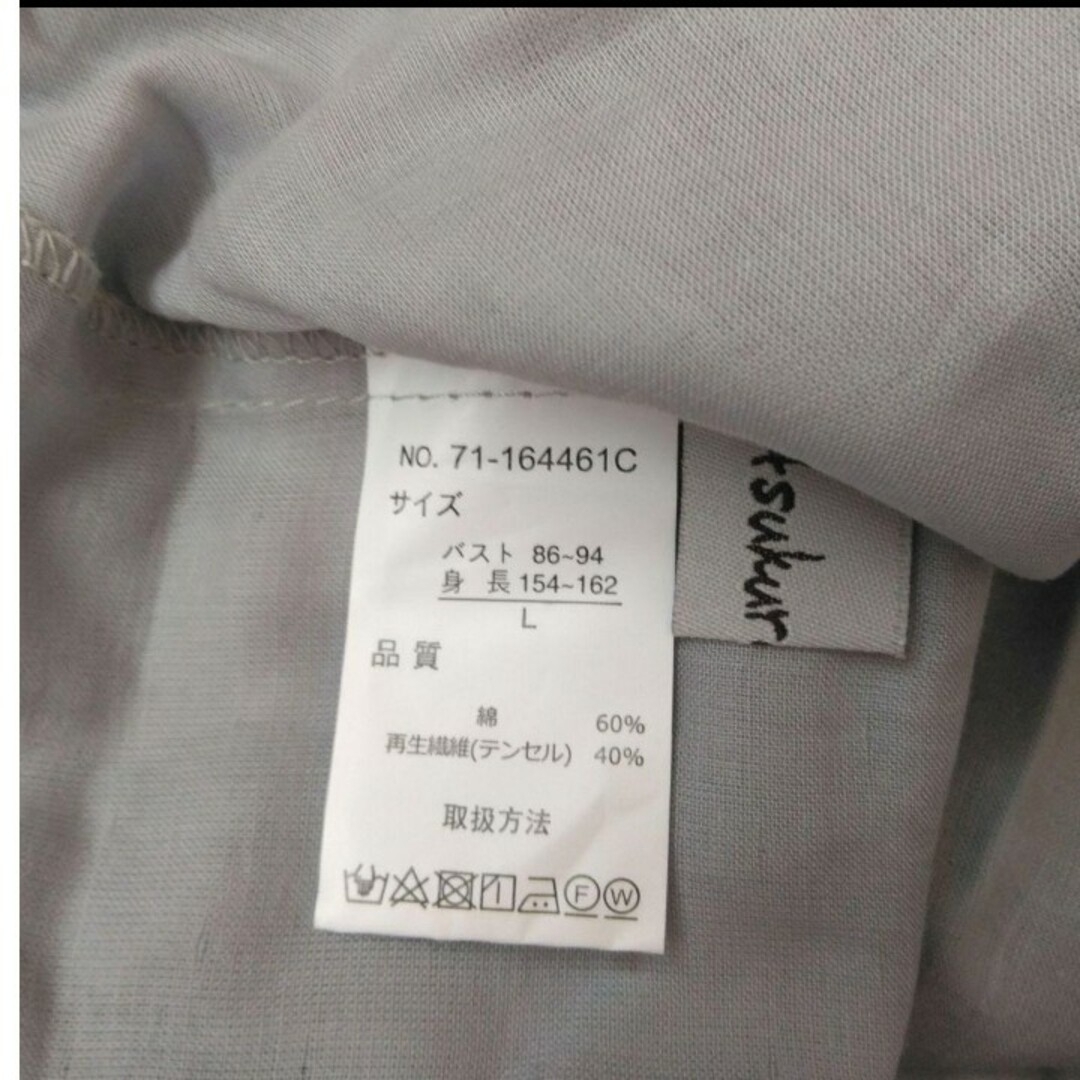 NO. 71-164461C
サイズ
バスト 86~94
身 長 154~162
L
品 質
綿 60%
再生繊維(テンセル) 40%
取扱方法
F W